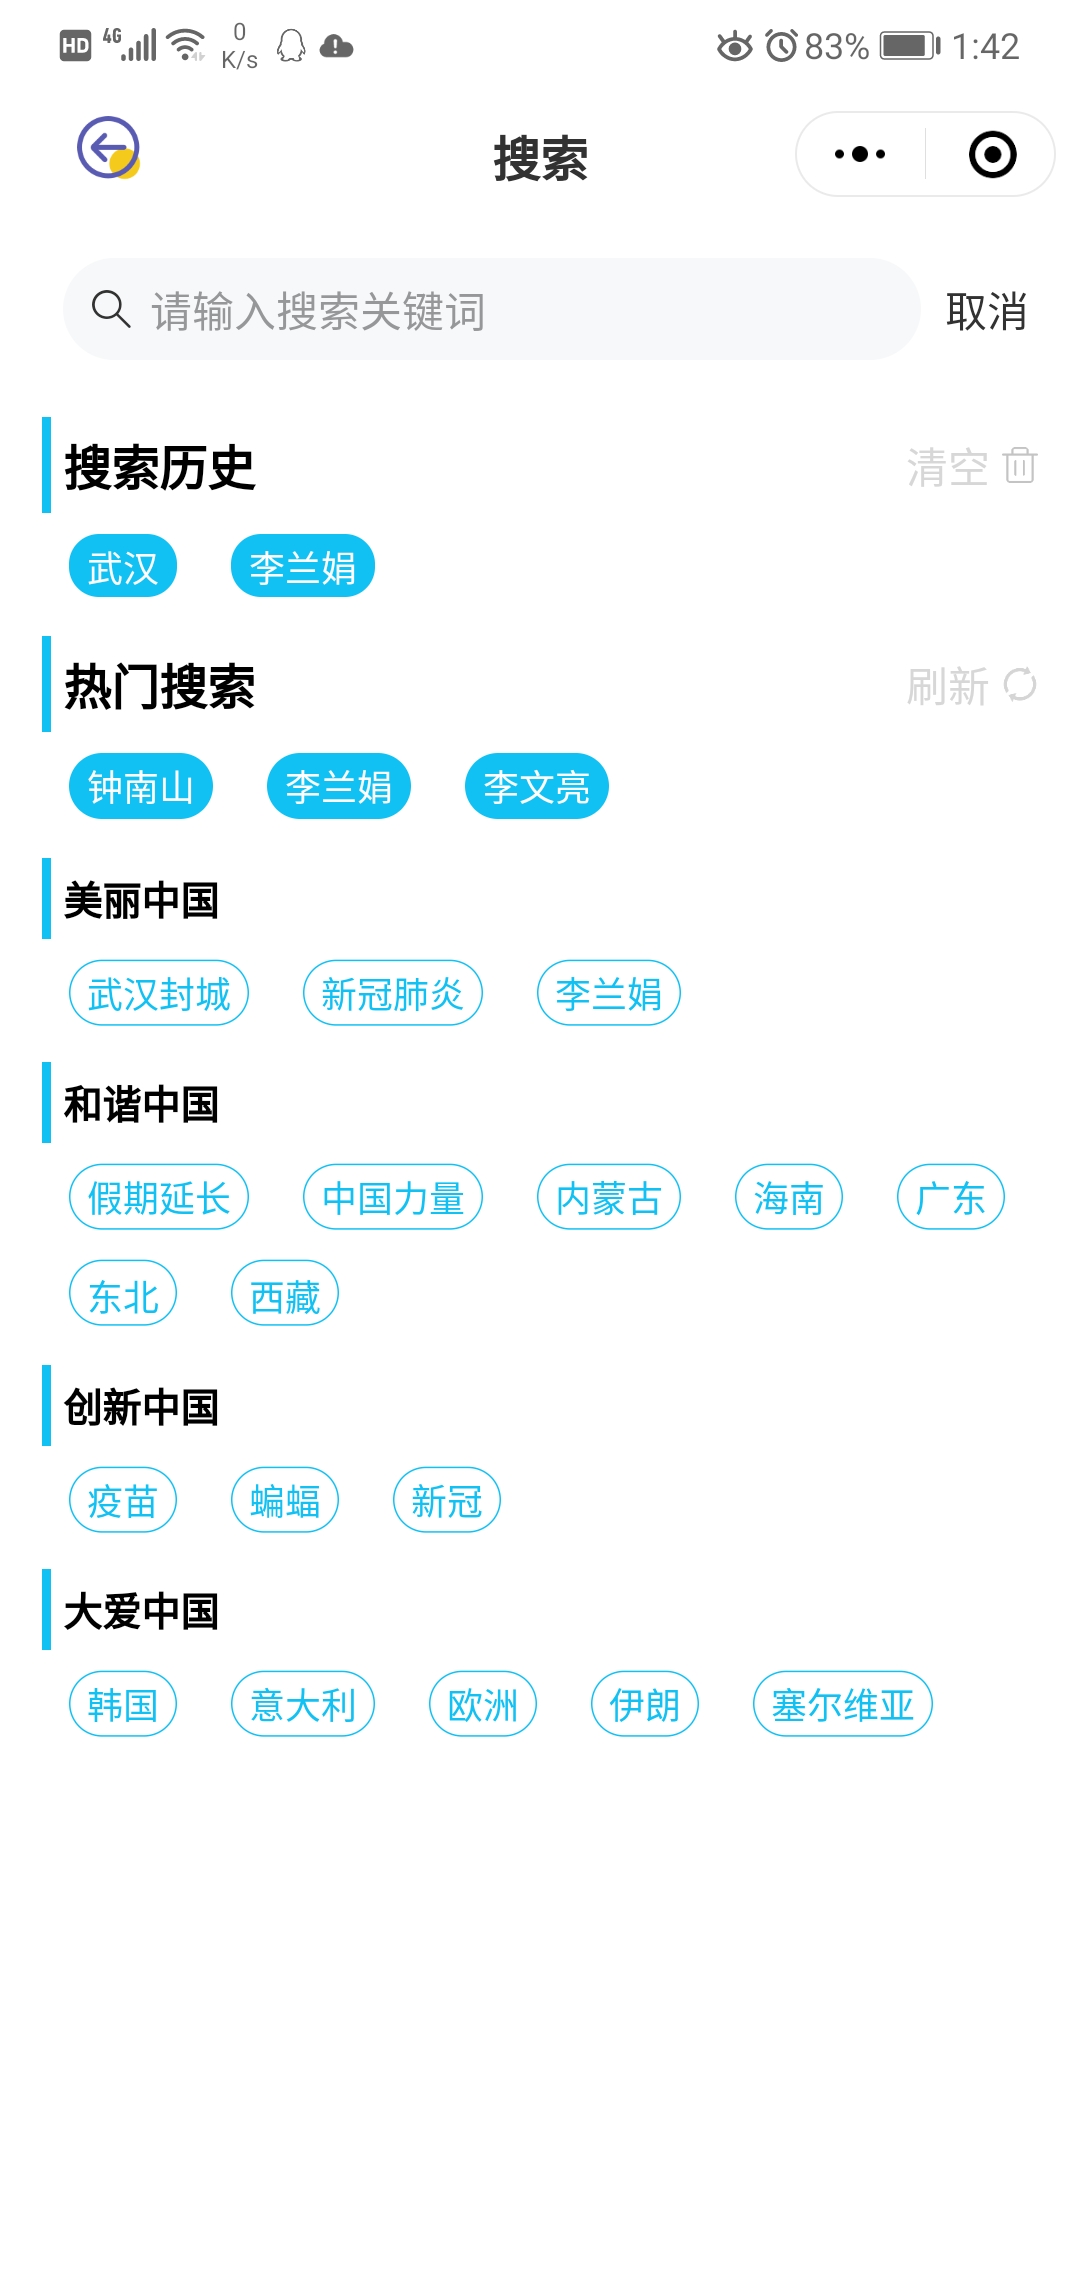 HD 4G 0 K/s 83% 1:42
搜索
请输入搜索关键词 取消
搜索历史 清空
武汉 李兰娟
热门搜索 刷新
钟南山 李兰娟 李文亮
美丽中国
武汉封城 新冠肺炎 李兰娟
和谐中国
假期延长 中国力量 内蒙古 海南 广东
东北 西藏
创新中国
疫苗 蝙蝠 新冠
大爱中国
韩国 意大利 欧洲 伊朗 塞尔维亚